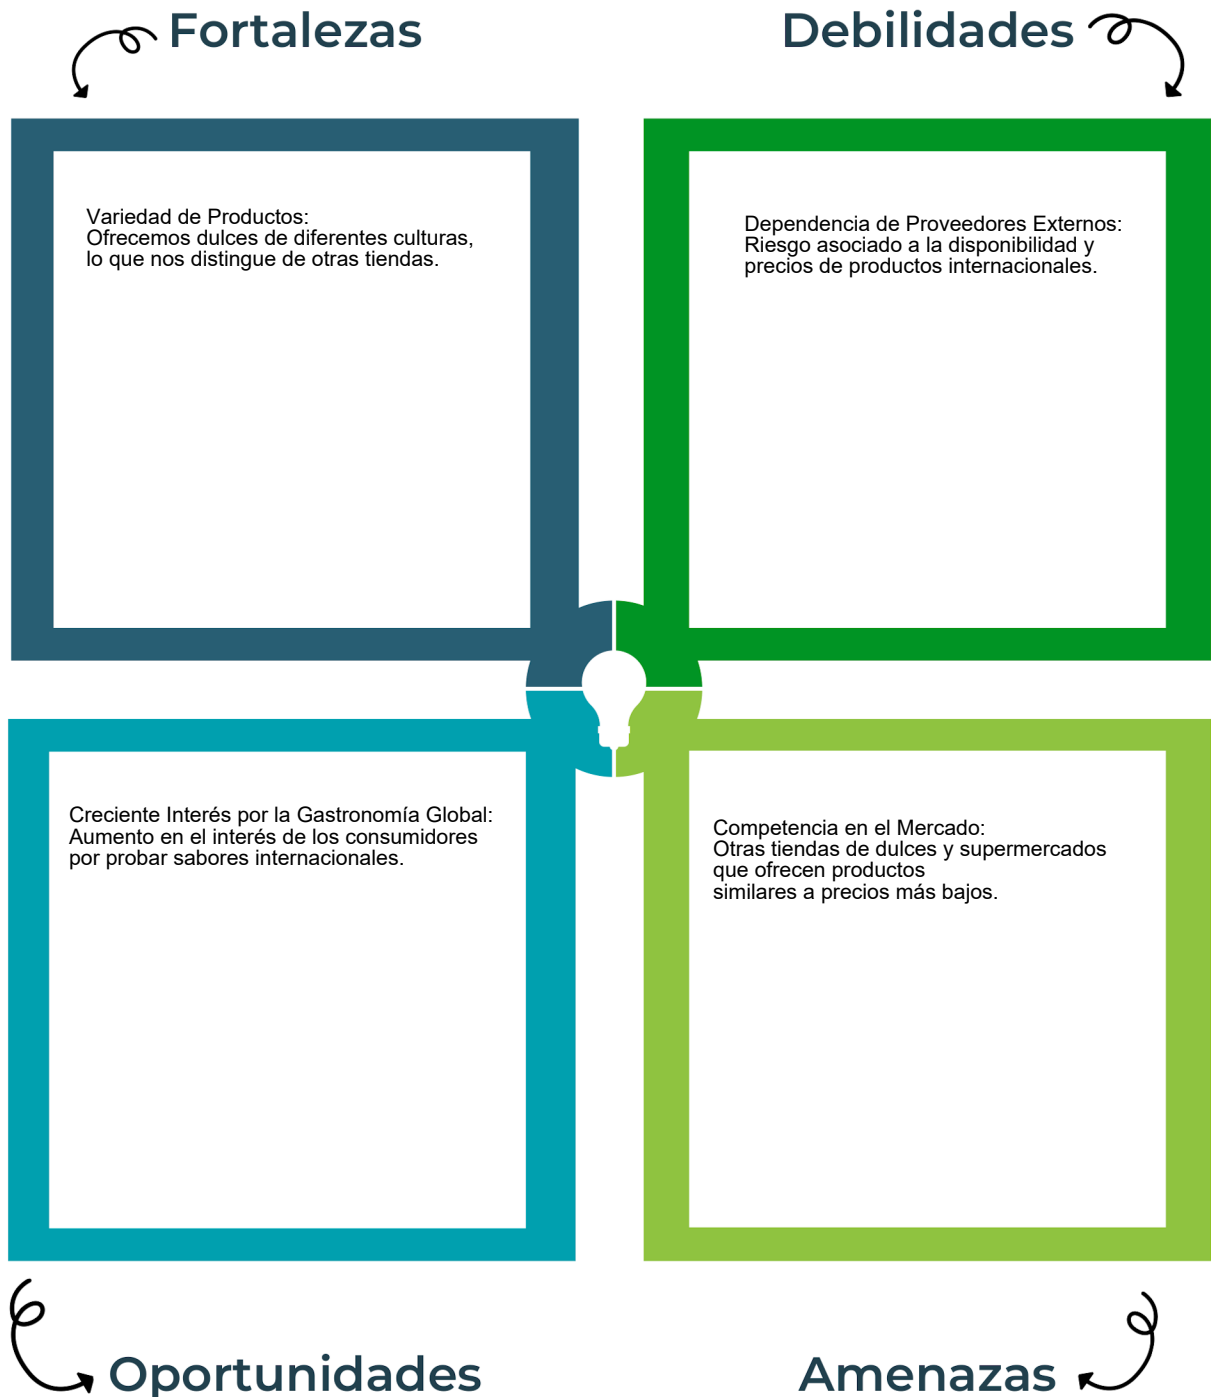 Fortalezas
Debilidades
Variedad de Productos:
Ofrecemos dulces de diferentes culturas,
lo que nos distingue de otras tiendas.
Dependencia de Proveedores Externos:
Riesgo asociado a la disponibilidad y
precios de productos internacionales.
Creciente Interés por la Gastronomía Global:
Aumento en el interés de los consumidores
por probar sabores internacionales.
Competencia en el Mercado:
Otras tiendas de dulces y supermercados
que ofrecen productos
similares a precios más bajos.
Oportunidades
Amenazas